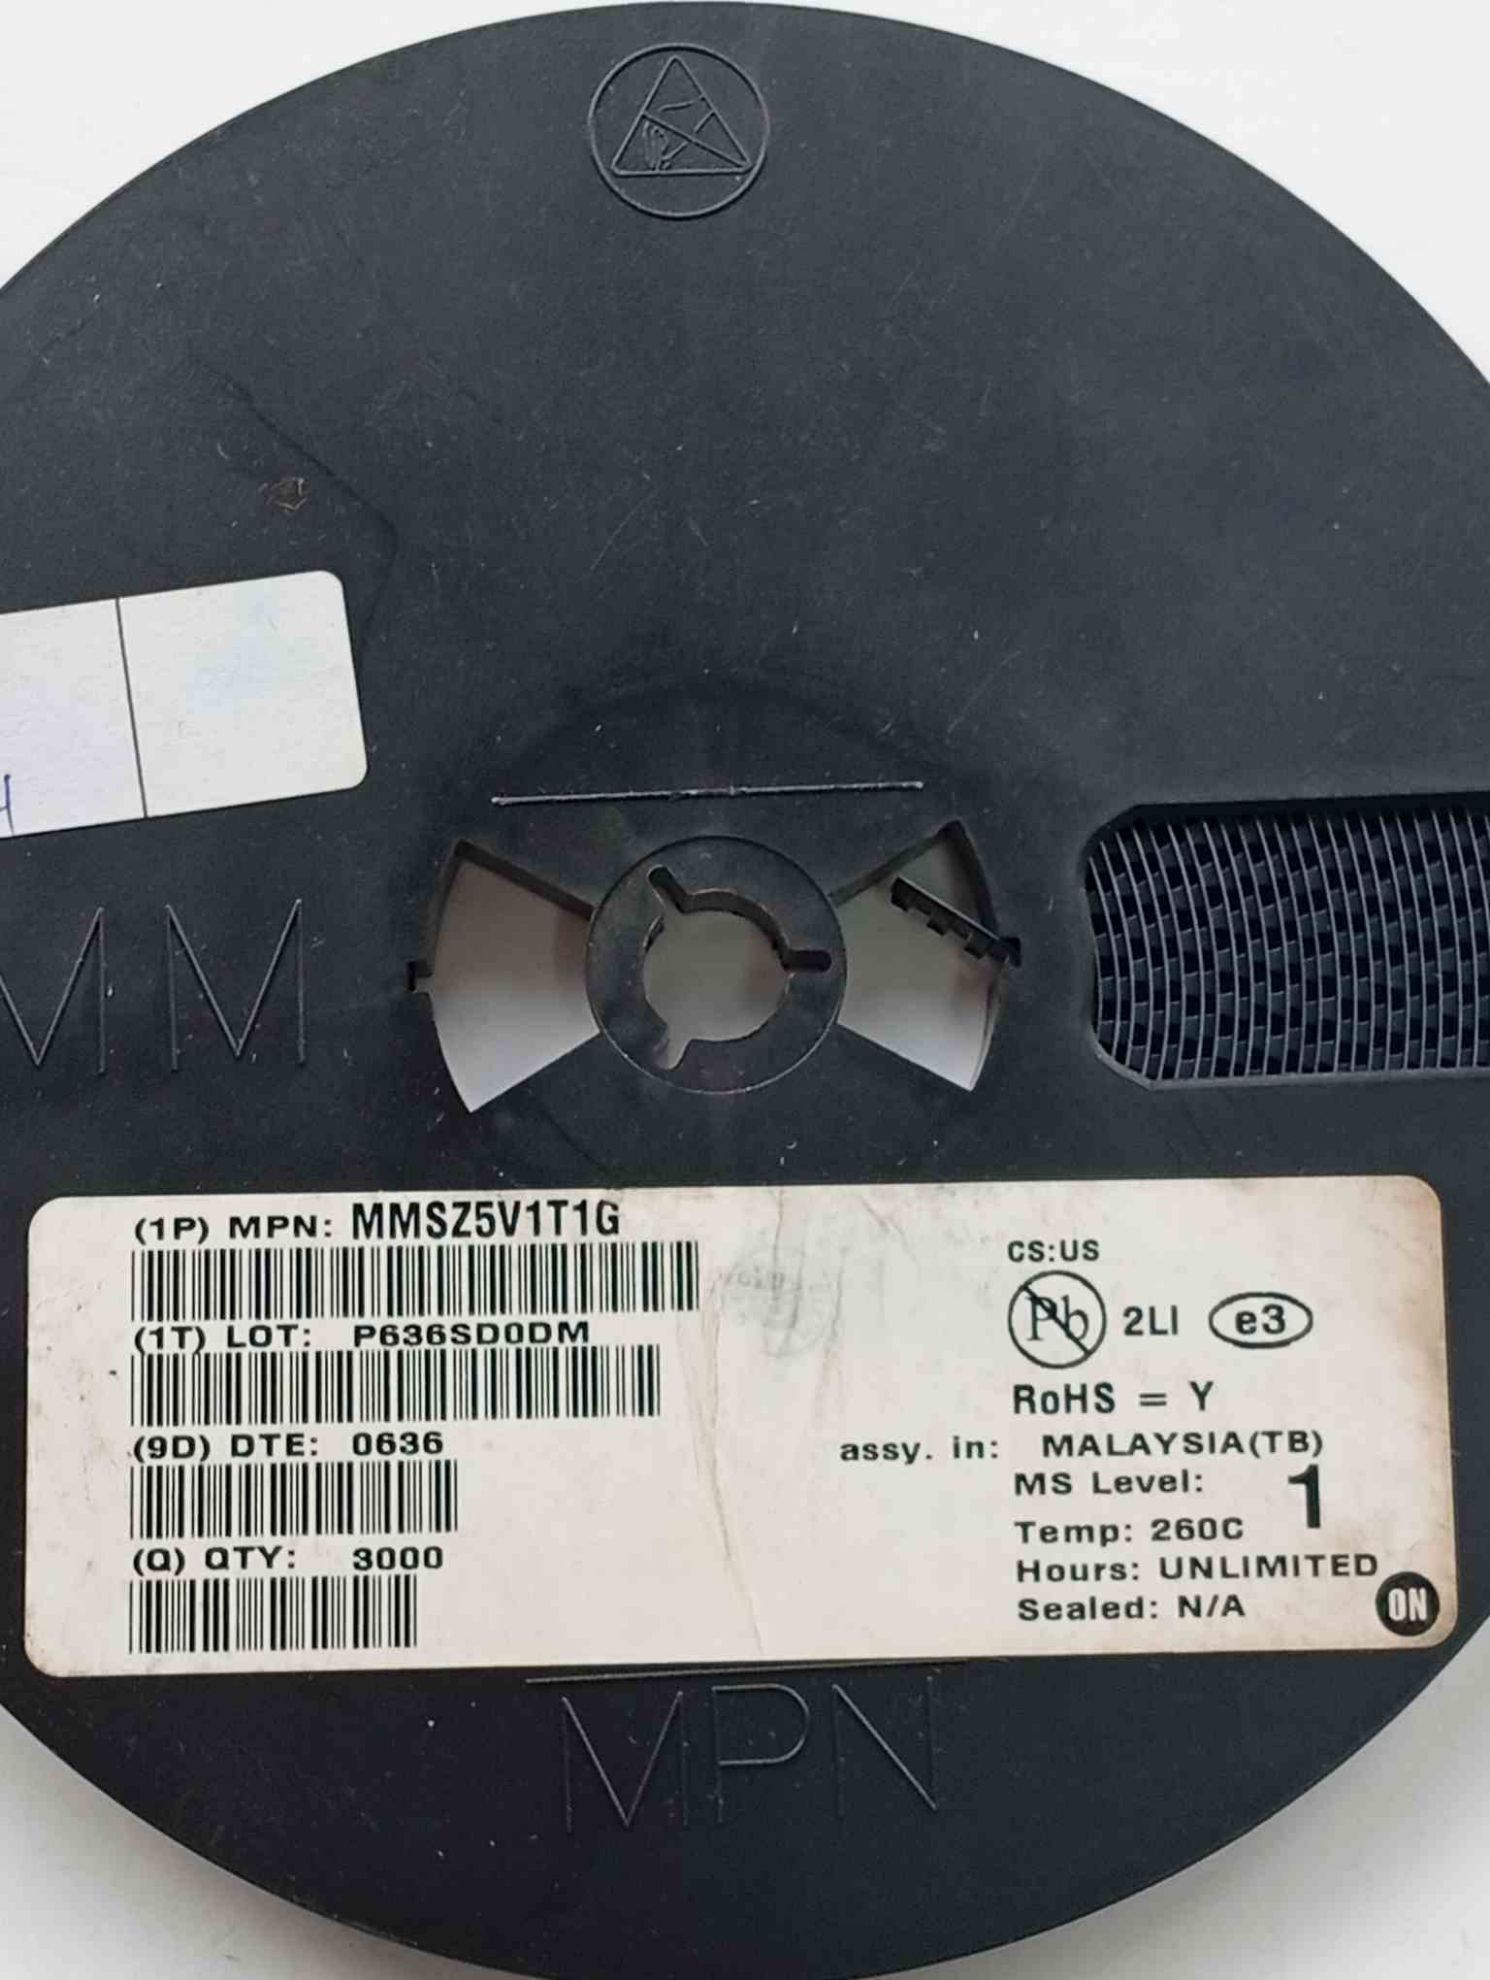 MM
(1P) MPN: MMSZ5V1T1G
(1T) LOT: P636SD0DM
(9D) DTE: 0636
(Q) QTY: 3000
CS:US
Pb 2LI e3
RoHS = Y
assy. in: MALAYSIA(TB)
MS Level: 1
Temp: 260C
Hours: UNLIMITED
Sealed: N/A
ON
MPN